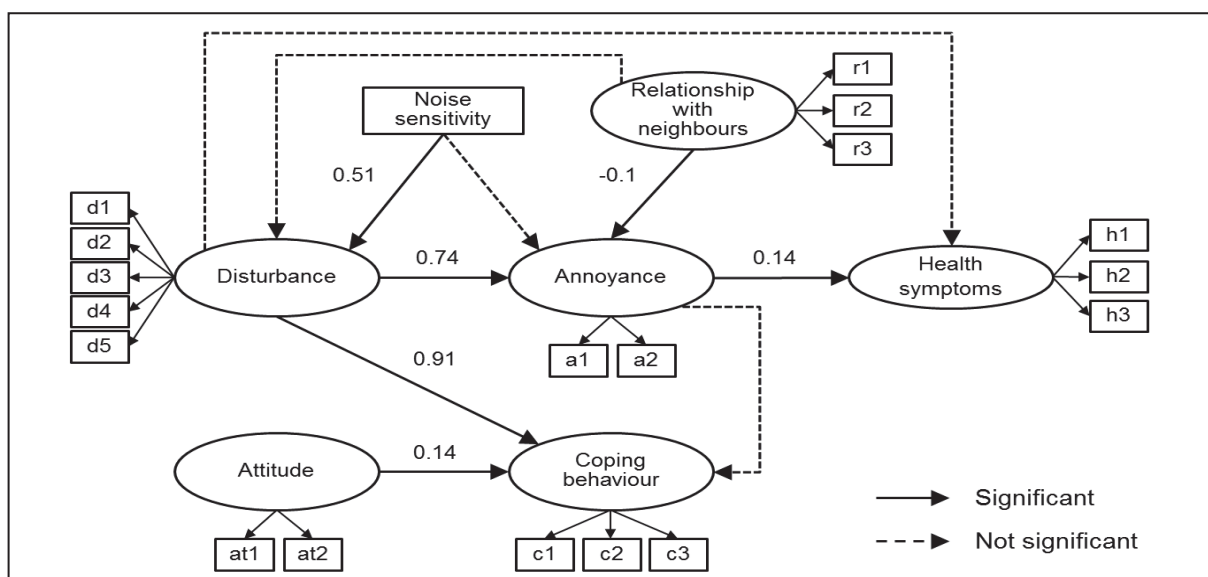 Noise
sensitivity
Relationship
with
neighbours
r1
r2
r3
0.51
-0.1
d1
d2
d3
d4
d5
Disturbance
0.74
Annoyance
0.14
Health
symptoms
h1
h2
h3
a1
a2
0.91
Attitude
0.14
Coping
behaviour
at1
at2
c1
c2
c3
Significant
Not significant